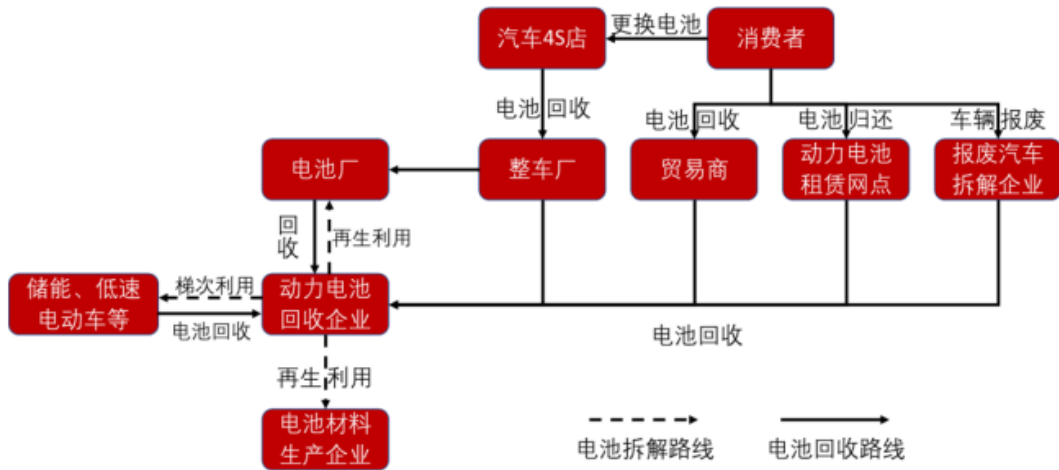 汽车4S店
更换电池
消费者
电池 回收
电池 回收
电池 归还
车辆 报废
电池厂
整车厂
贸易商
动力电池
租赁网点
报废汽车
拆解企业
回
收
再生利用
储能、低速
电动车等
梯次利用
电池回收
动力电池
回收企业
电池回收
再生 利用
电池材料
生产企业
电池拆解路线
电池回收路线